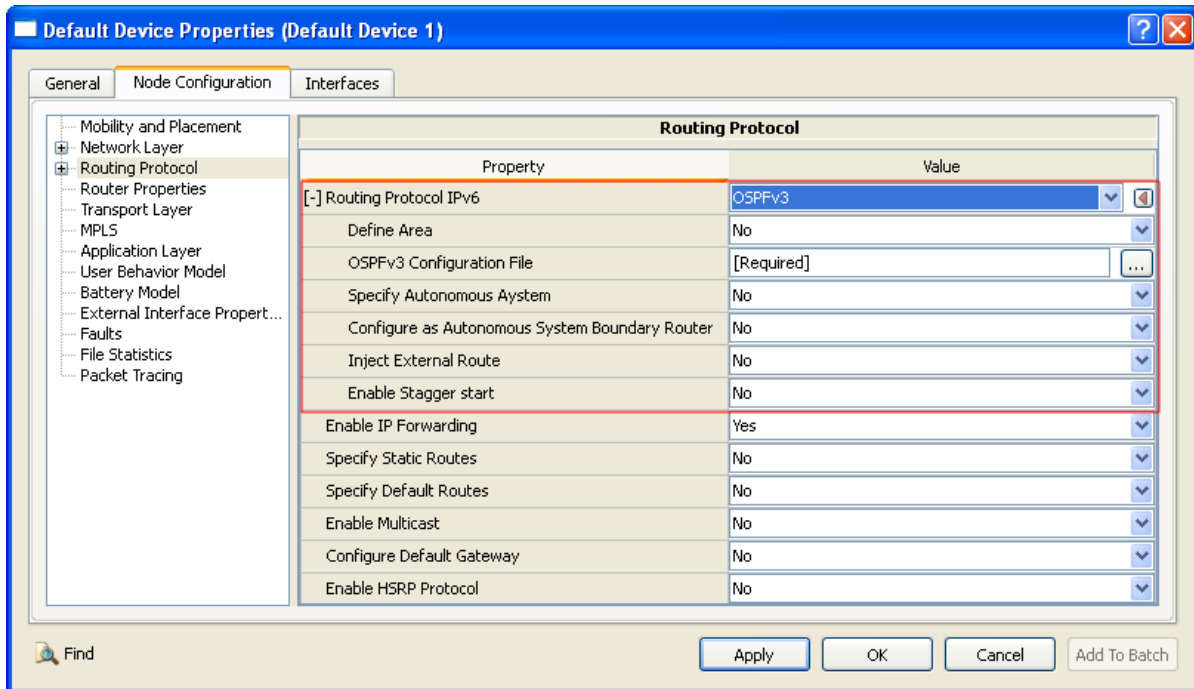 Default Device Properties (Default Device 1)
General Node Configuration Interfaces
Mobility and Placement
Network Layer
Routing Protocol
Router Properties
Transport Layer
MPLS
Application Layer
User Behavior Model
Battery Model
External Interface Propert...
Faults
File Statistics
Packet Tracing
Routing Protocol
Property Value
[-] Routing Protocol IPv6 OSPFv3
Define Area No
OSPFv3 Configuration File [Required] ...
Specify Autonomous Aystem No
Configure as Autonomous System Boundary Router No
Inject External Route No
Enable Stagger start No
Enable IP Forwarding Yes
Specify Static Routes No
Specify Default Routes No
Enable Multicast No
Configure Default Gateway No
Enable HSRP Protocol No
Find Apply OK Cancel Add To Batch